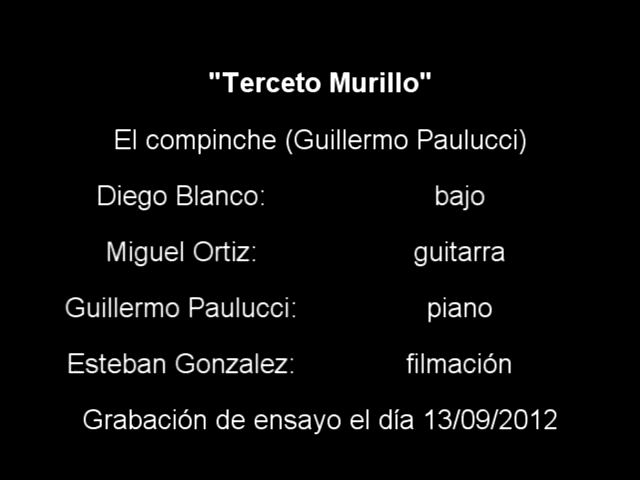 "Terceto Murillo"
El compinche (Guillermo Paulucci)
Diego Blanco: bajo
Miguel Ortiz: guitarra
Guillermo Paulucci: piano
Esteban Gonzalez: filmación
Grabación de ensayo el día 13/09/2012